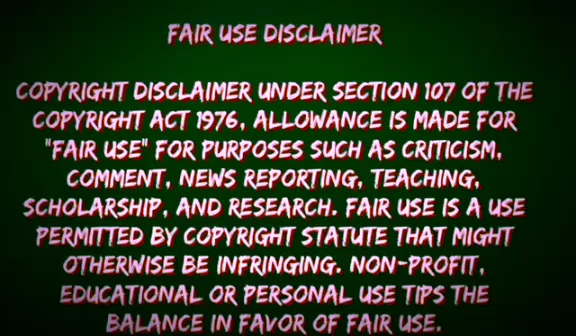 FAIR USE DISCLAIMER
COPYRIGHT DISCLAIMER UNDER SECTION 107 OF THE
COPYRIGHT ACT 1976, ALLOWANCE IS MADE FOR
"FAIR USE" FOR PURPOSES SUCH AS CRITICISM,
COMMENT, NEWS REPORTING, TEACHING,
SCHOLARSHIP, AND RESEARCH. FAIR USE IS A USE
PERMITTED BY COPYRIGHT STATUTE THAT MIGHT
OTHERWISE BE INFRINGING. NON-PROFIT,
EDUCATIONAL OR PERSONAL USE TIPS THE
BALANCE IN FAVOR OF FAIR USE.